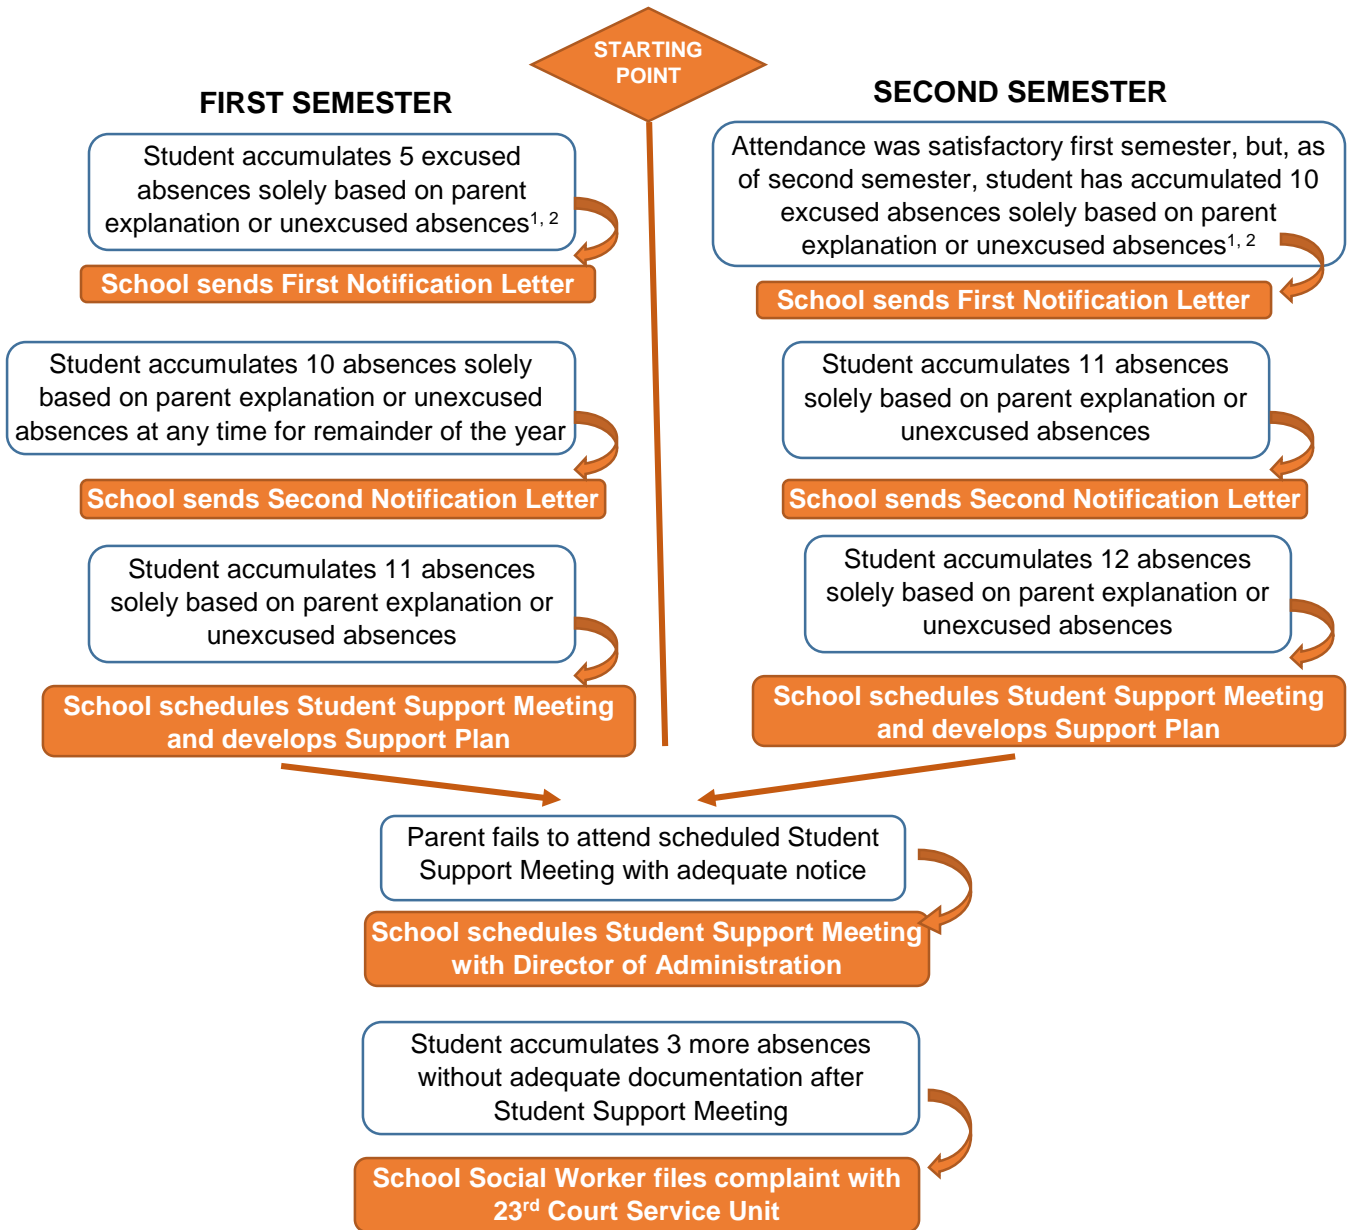 STARTING
POINT
FIRST SEMESTER
Student accumulates 5 excused
absences solely based on parent
explanation or unexcused absences1, 2
School sends First Notification Letter
Student accumulates 10 absences solely
based on parent explanation or unexcused
absences at any time for remainder of the year
School sends Second Notification Letter
Student accumulates 11 absences
solely based on parent explanation or
unexcused absences
School schedules Student Support Meeting
and develops Support Plan
SECOND SEMESTER
Attendance was satisfactory first semester, but, as
of second semester, student has accumulated 10
excused absences solely based on parent
explanation or unexcused absences1, 2
School sends First Notification Letter
Student accumulates 11 absences
solely based on parent explanation or
unexcused absences
School sends Second Notification Letter
Student accumulates 12 absences
solely based on parent explanation or
unexcused absences
School schedules Student Support Meeting
and develops Support Plan
Parent fails to attend scheduled Student
Support Meeting with adequate notice
School schedules Student Support Meeting
with Director of Administration
Student accumulates 3 more absences
without adequate documentation after
Student Support Meeting
School Social Worker files complaint with
23rd Court Service Unit